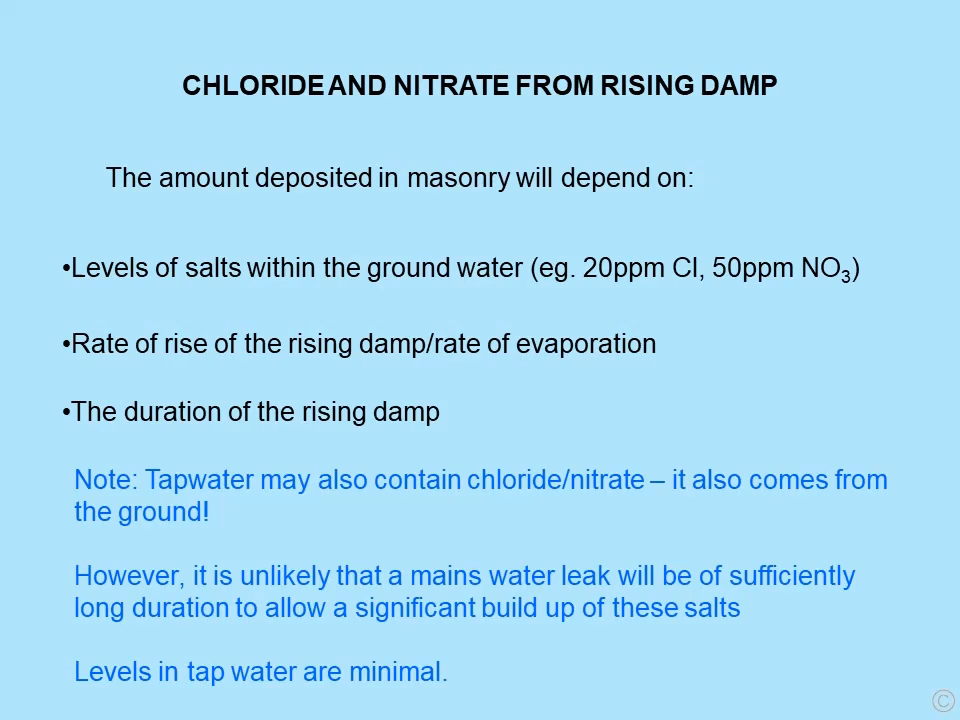 CHLORIDE AND NITRATE FROM RISING DAMP
The amount deposited in masonry will depend on:
•Levels of salts within the ground water (eg. 20ppm Cl, 50ppm NO₃)
•Rate of rise of the rising damp/rate of evaporation
•The duration of the rising damp
Note: Tapwater may also contain chloride/nitrate – it also comes from
the ground!
However, it is unlikely that a mains water leak will be of sufficiently
long duration to allow a significant build up of these salts
Levels in tap water are minimal.
©